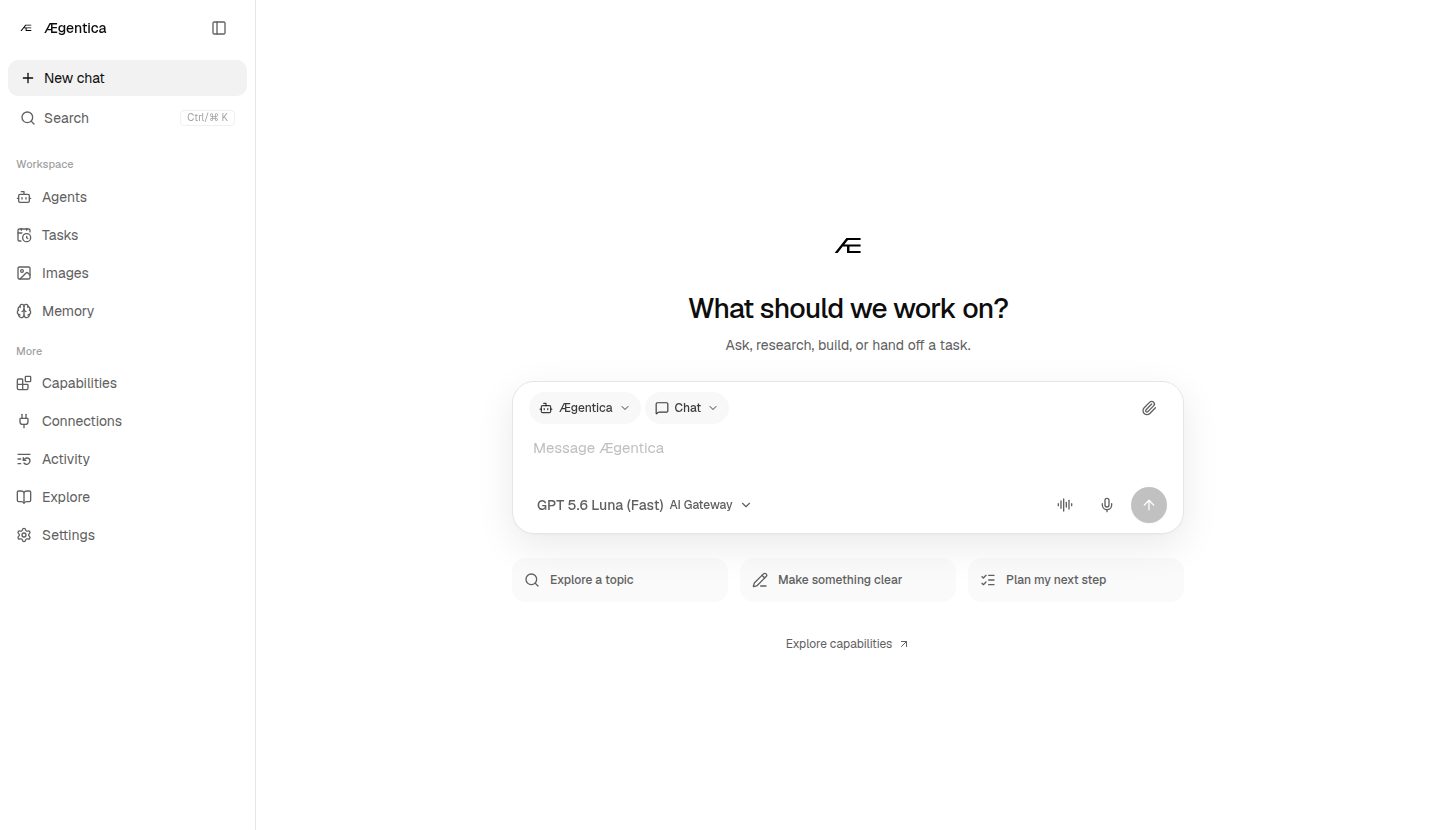 Æ Ægentica
New chat
Search Ctrl/⌘ K
Workspace
Agents
Tasks
Images
Memory
More
Capabilities
Connections
Activity
Explore
Settings
Æ
What should we work on?
Ask, research, build, or hand off a task.
Ægentica Chat
Message Ægentica
GPT 5.6 Luna (Fast) AI Gateway
Explore a topic Make something clear Plan my next step
Explore capabilities